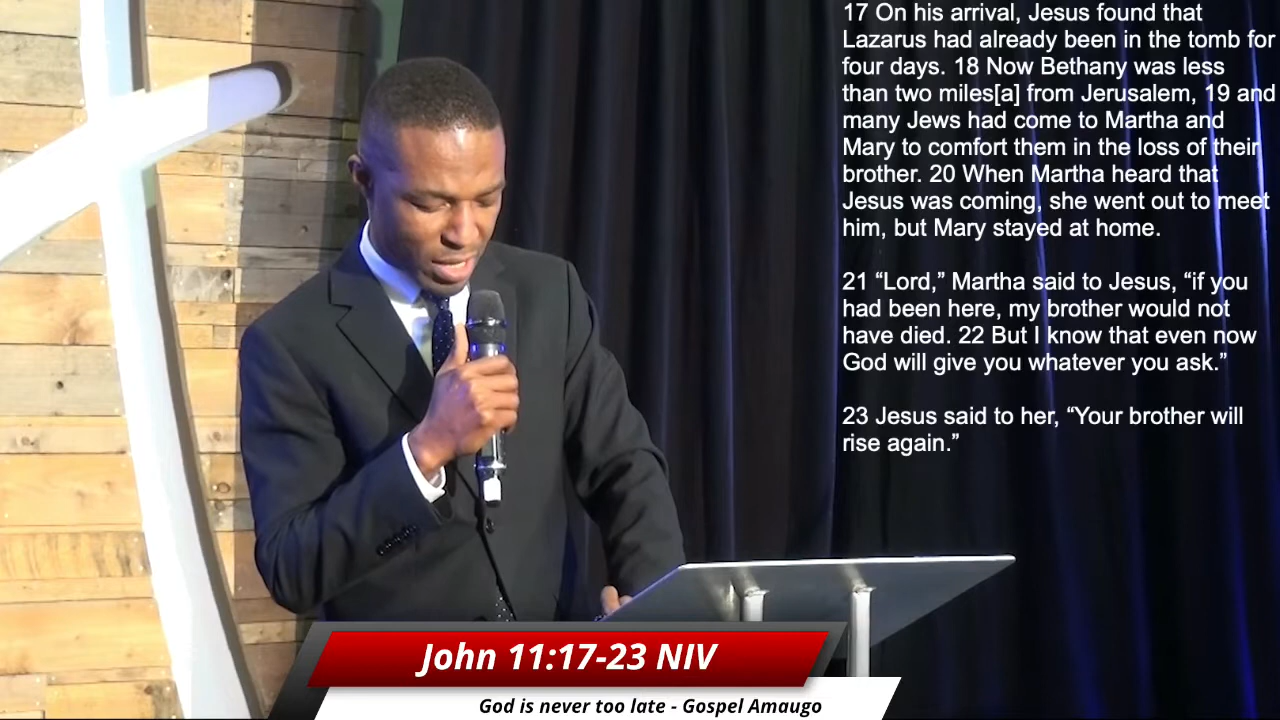 17 On his arrival, Jesus found that
Lazarus had already been in the tomb for
four days. 18 Now Bethany was less
than two miles[a] from Jerusalem, 19 and
many Jews had come to Martha and
Mary to comfort them in the loss of their
brother. 20 When Martha heard that
Jesus was coming, she went out to meet
him, but Mary stayed at home.
21 “Lord,” Martha said to Jesus, “if you
had been here, my brother would not
have died. 22 But I know that even now
God will give you whatever you ask.”
23 Jesus said to her, “Your brother will
rise again.”
John 11:17-23 NIV
God is never too late - Gospel Amaugo